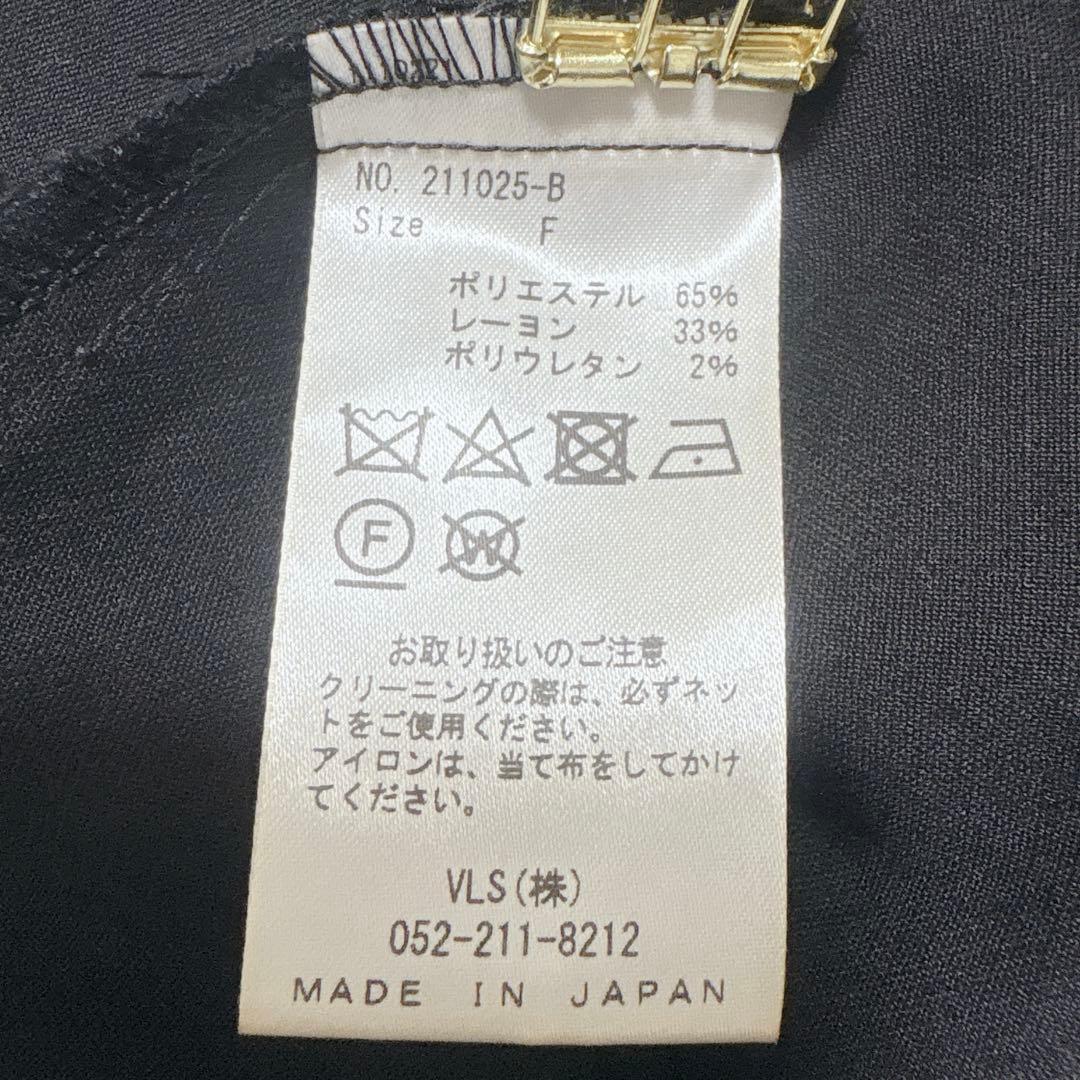 NO. 211025-B
Size F
ポリエステル 65%
レーヨン 33%
ポリウレタン 2%
F
W
お取り扱いのご注意
クリーニングの際は、必ずネッ
トをご使用ください。
アイロンは、当て布をしてかけ
てください。
VLS(株)
052-211-8212
MADE IN JAPAN